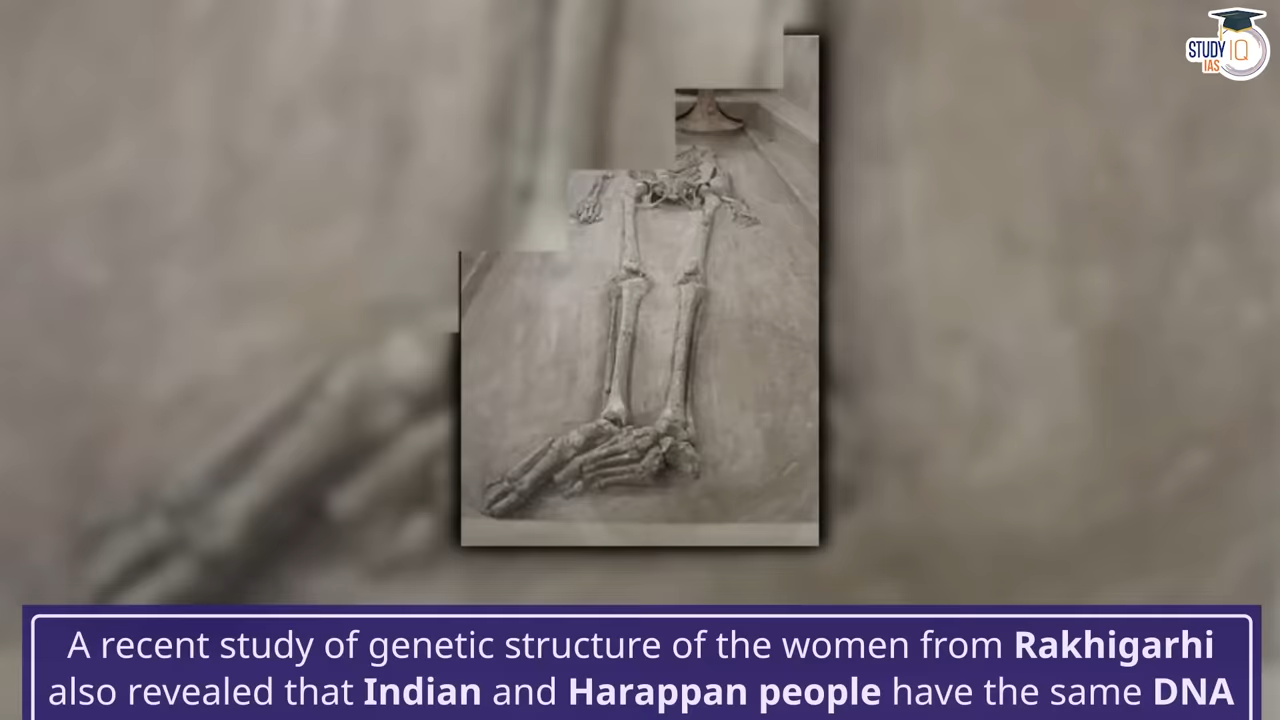 STUDY IQ
IAS
A recent study of genetic structure of the women from Rakhigarhi
also revealed that Indian and Harappan people have the same DNA